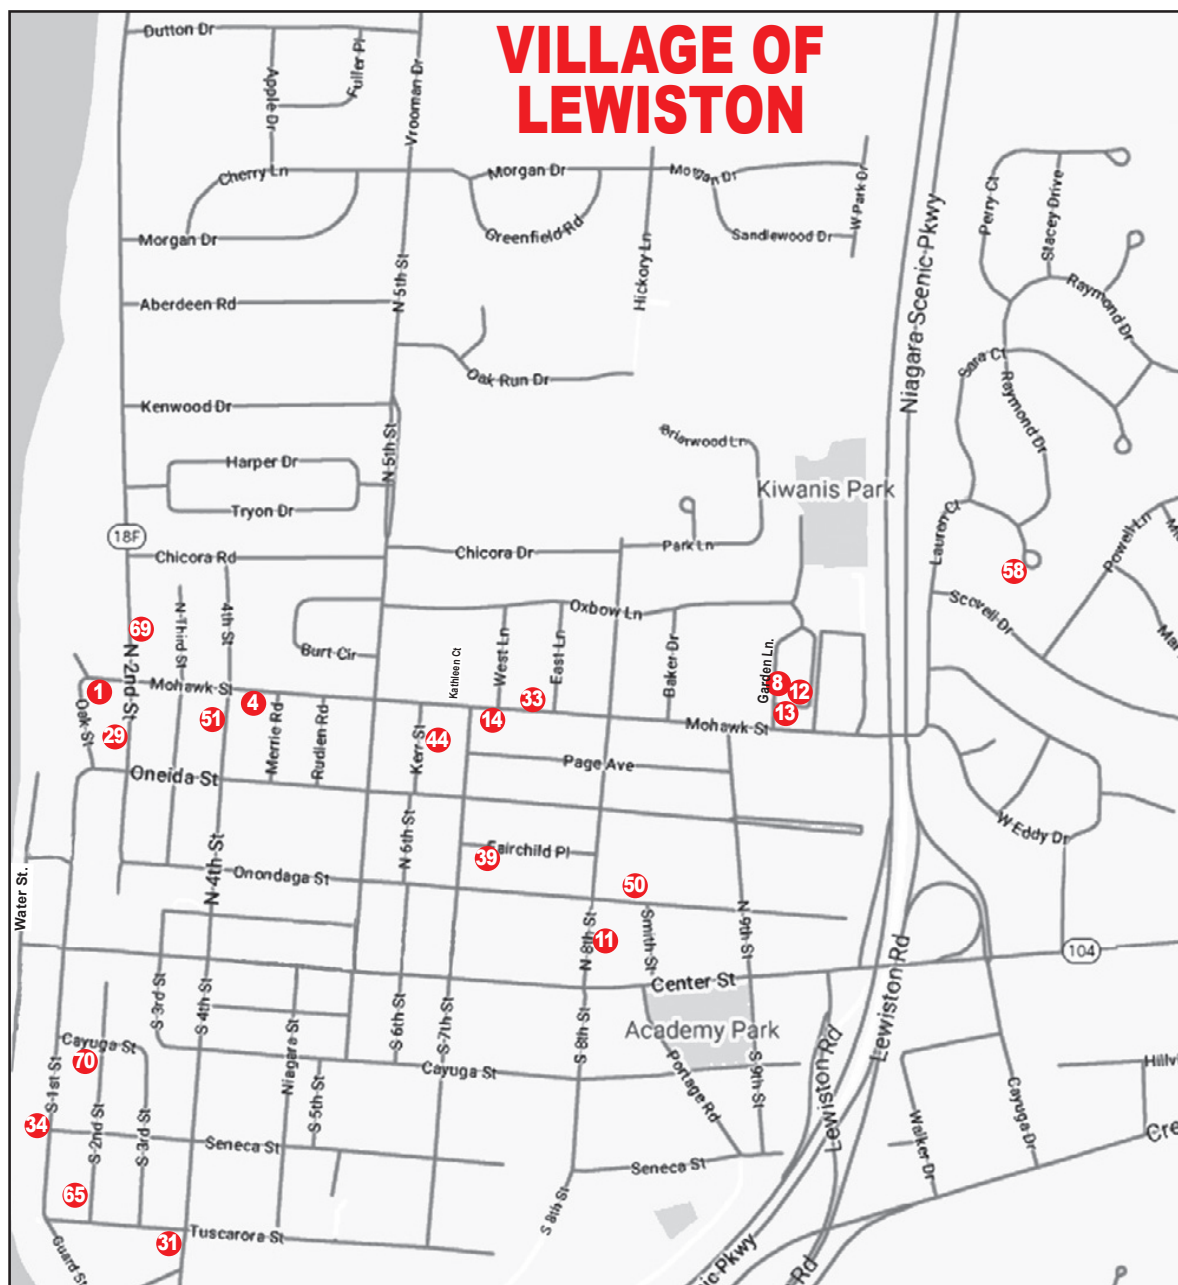 VILLAGE OF
LEWISTON
Dutton Dr
Apple Dr
Fuller Pl
Vrooman Dr
Cherry Ln
Morgan Dr
Morgan Dr
W Park Dr
Perry Ct
Stacey Drive
Morgan Dr
Greenfield Rd
Sandlewood Dr
Hickory Ln
Niagara Scenic Pkwy
Aberdeen Rd
N 5th St
Raymond Dr
Sara Ct
Raymond Dr
Oak Run Dr
Kenwood Dr
N 5th St
Briarwood Ln
Harper Dr
Kiwanis Park
Tryon Dr
18F
Chicora Rd
Chicora Dr
Park Ln
Lauren Ct
Powell Ln
58
Scovell Dr
Mar
N Third St
4th St
69
Oxbow Ln
Burt Cir
Kathleen Ct
West Ln
East Ln
Baker Dr
Garden Ln.
N 2nd St
1
Mohawk St
4
33
8
12
51
14
13
Mohawk St
Oak St
29
Merrie Rd
Rudlen Rd
Kerr St
44
Page Ave
Oneida St
W Eddy Dr
N 6th St
39
Fairchild Pl
Water St.
N 4th St
Onondaga St
50
N 8th St
11
Smith St
N 9th St
Lewiston Rd
104
Center St
S 3rd St
S 4th St
Niagara St
S 6th St
S 7th St
S 8th St
Academy Park
Lewiston Rd
Cayuga St
70
S 1st St
Cayuga St
S 5th St
Portage Rd
S 9th St
Hillv
Cayuga Dr
Walker Dr
34
S 2nd St
S 3rd St
Seneca St
Cre
Seneca St
65
S 8th St
31
Tuscarora St
Guard St
ic Pkwy
Rd